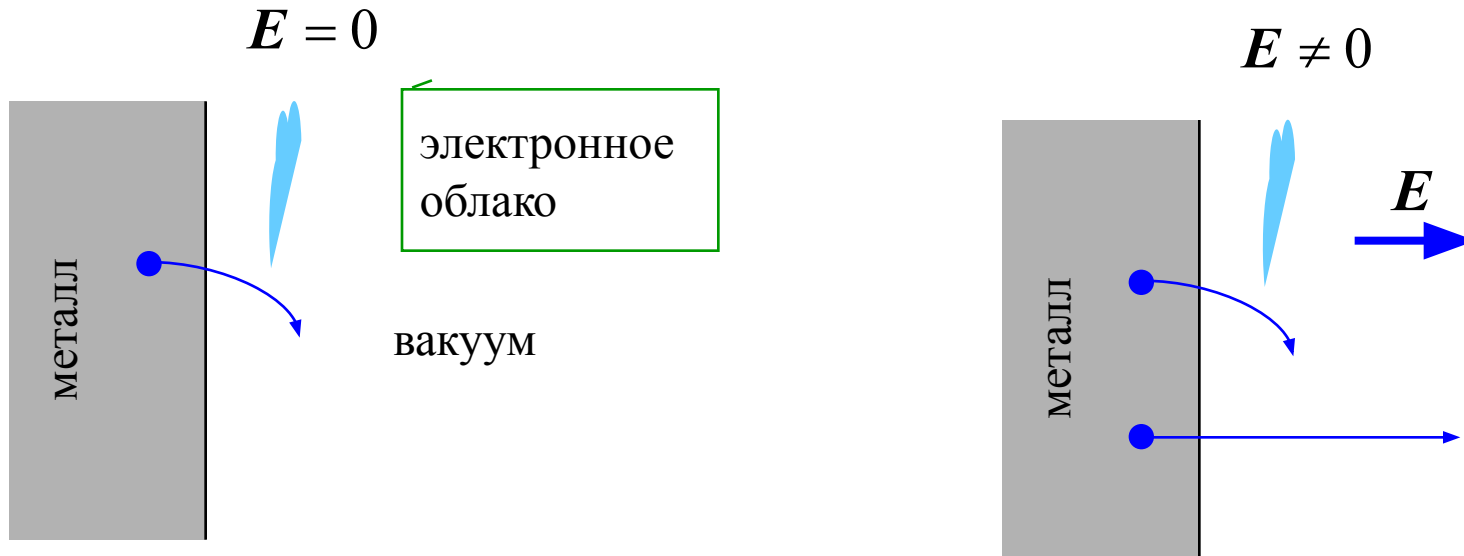 E = 0
электронное
облако
металл
вакуум
E ≠ 0
E
металл